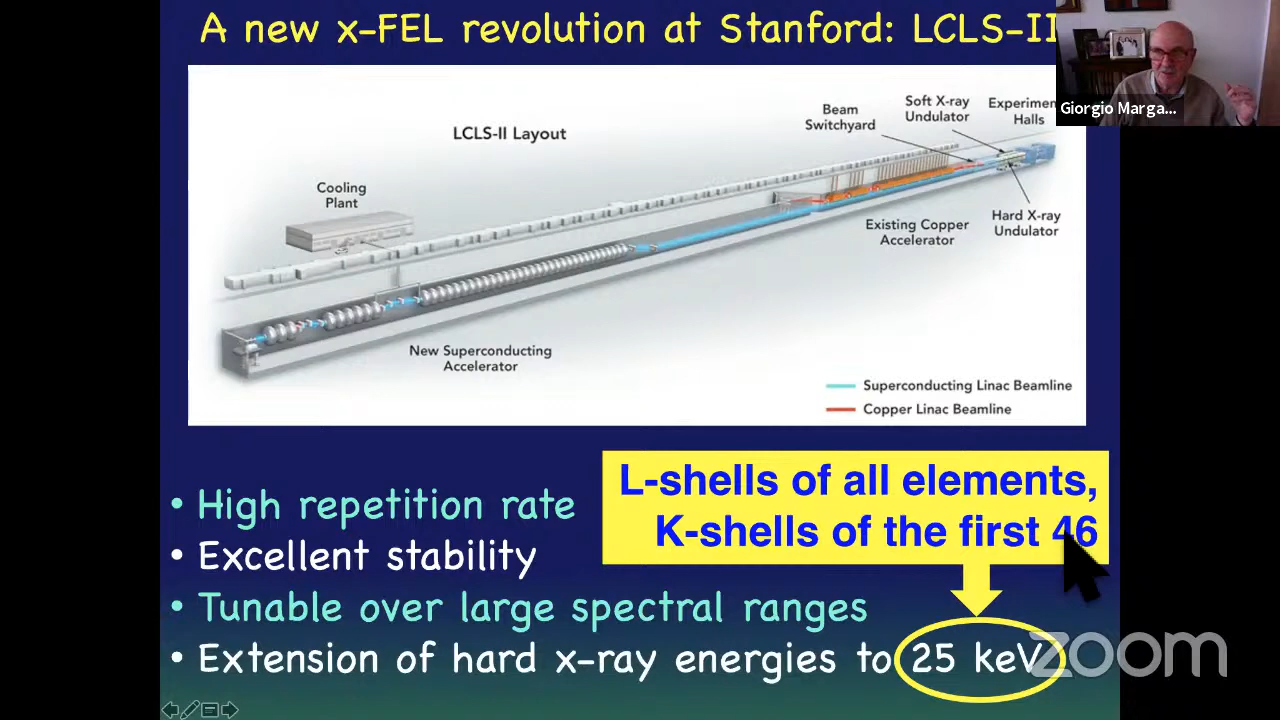 A new x-FEL revolution at Stanford: LCLS-II
Giorgio Marga...
LCLS-II Layout
Cooling
Plant
Beam
Switchyard
Soft X-ray
Undulator
Experimen
Halls
Existing Copper
Accelerator
Hard X-ray
Undulator
New Superconducting
Accelerator
Superconducting Linac Beamline
Copper Linac Beamline
L-shells of all elements,
K-shells of the first 46
• High repetition rate
• Excellent stability
• Tunable over large spectral ranges
• Extension of hard x-ray energies to 25 keV
zoom